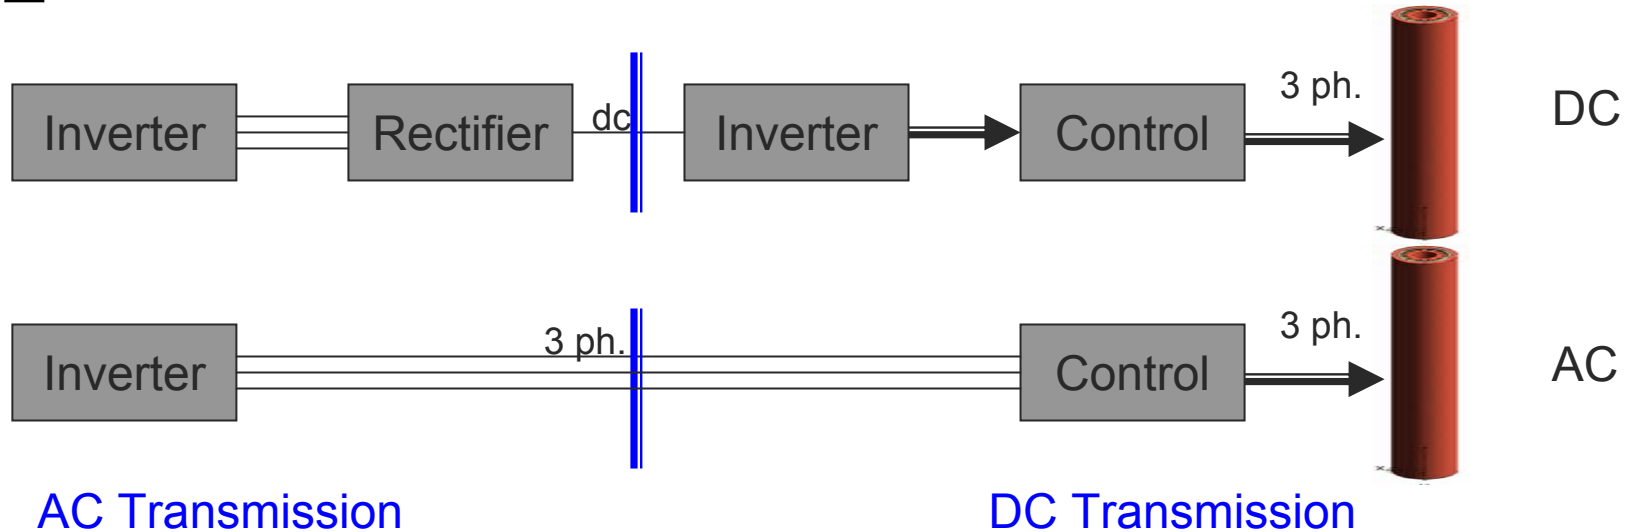 Inverter
Rectifier
dc
Inverter
Control
3 ph.
DC
Inverter
3 ph.
Control
3 ph.
AC
AC Transmission
DC Transmission